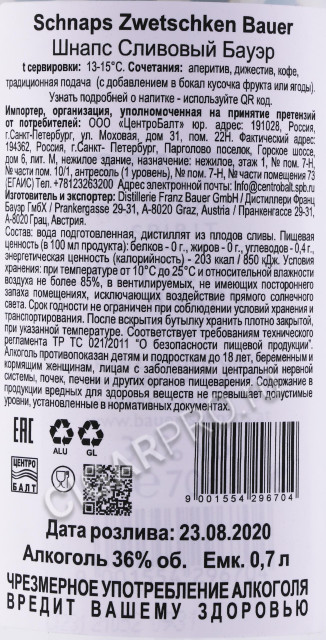 Schnaps Zwetschken Bauer
Шнапс Сливовый Бауэр
t сервировки: 13-15°С. Сочетания: аперитив, дижестив, кофе,
традиционная подача (с добавлением в бокал кусочка фрукта или ягоды).
Узнать подробней о напитке - используйте QR код.
Импортер, организация, уполномоченная на принятие претензий
от потребителей: ООО «ЦентроБалт» юр. адрес: 191028, Россия,
г.Санкт-Петербург, ул. Моховая, дом 31, пом. 22Н. Фактический адрес:
194362, Россия, г.Санкт- Петербург, Парголово поселок, Горское шоссе,
дом 6, лит. М, нежилое здание, назначение: нежилое, этаж 1, № пом. 7-Н,
№ части пом. 10/1, антресоль (1 уровень), № пом. 7-Н, № части помещения 73
(ЕГАИС) Тел.+78123263200 Адрес электронной почты: info@centrobalt.spb.ru
Изготовитель и экспортер: Distillerie Franz Bauer GmbH / Дистиллери Франц
Бауэр ГмбХ / Prankergasse 29-31, A-8020 Graz, Austria / Пранкенгассе 29-31,
А-8020 Грац, Австрия.
Состав: вода подготовленная, дистиллят из плодов сливы. Пищевая
ценность (в 100 мл продукта): белков - 0 г., жиров - 0 г., углеводов - 0,4 г.,
энергетическая ценность (калорийность) - 203 ккал / 850 кДж. Условия
хранения: при температуре от 10°С до 25°С и относительной влажности
воздуха не более 85%, в вентилируемых, не имеющих постороннего
запаха помещениях, исключающих воздействие прямого солнечного
света. Срок годности не ограничен при соблюдении условий хранения и
транспортирования. После вскрытия бутылку хранить плотно закрытой,
при указанной температуре. Соответствует требованиям технического
регламента ТР ТС 021/2011 "О безопасности пищевой продукции".
Алкоголь противопоказан детям и подросткам до 18 лет, беременным и
кормящим женщинам, лицам с заболеваниями центральной нервной
системы, почек, печени и других органов пищеварения. Содержание в
продукции вредных для здоровья веществ не превышает допустимые
уровни, установленные в нормативных документах.
EAC
ALU
GL
ЦЕНТРО
БАЛТ
9 001554 296704
Дата розлива: 23.08.2020
Алкоголь 36% об. Емк. 0,7 л
ЧРЕЗМЕРНОЕ УПОТРЕБЛЕНИЕ АЛКОГОЛЯ
ВРЕДИТ ВАШЕМУ ЗДОРОВЬЮ